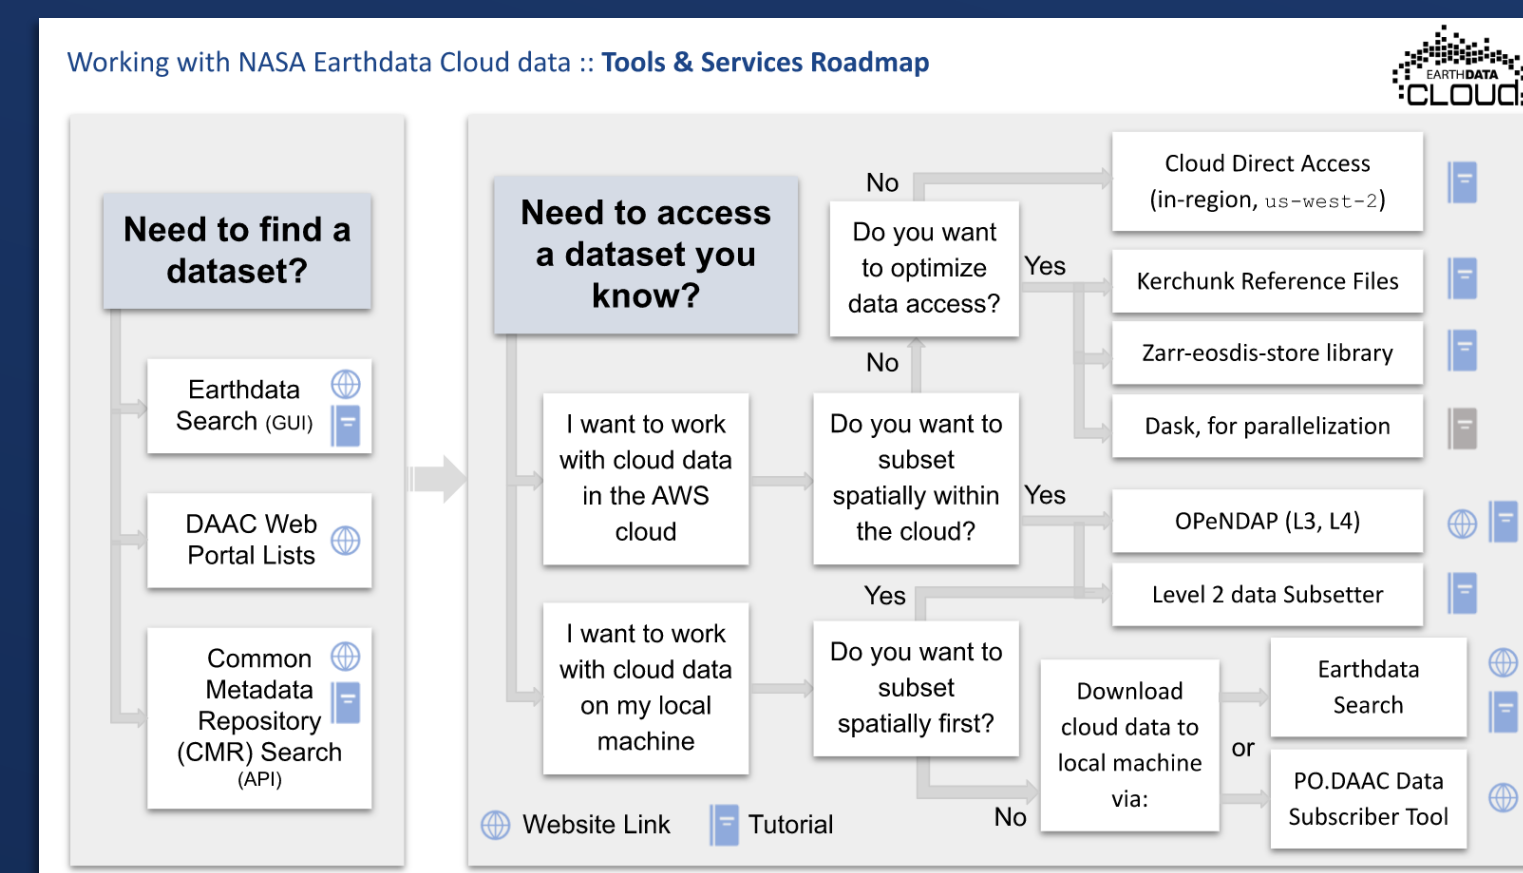 Working with NASA Earthdata Cloud data :: Tools & Services Roadmap
EARTHDATA
CLOUD
Need to find a
dataset?
Earthdata
Search (GUI)
DAAC Web
Portal Lists
Common
Metadata
Repository
(CMR) Search
(API)
Need to access
a dataset you
know?
I want to work
with cloud data
in the AWS
cloud
I want to work
with cloud data
on my local
machine
No
Do you want
to optimize
data access?
Yes
No
Do you want to
subset
spatially within
the cloud?
Yes
Yes
Do you want to
subset
spatially first?
No
Cloud Direct Access
(in-region, us-west-2)
Kerchunk Reference Files
Zarr-eosdis-store library
Dask, for parallelization
OPeNDAP (L3, L4)
Level 2 data Subsetter
Download
cloud data to
local machine
via:
or
Earthdata
Search
PO.DAAC Data
Subscriber Tool
Website Link
Tutorial